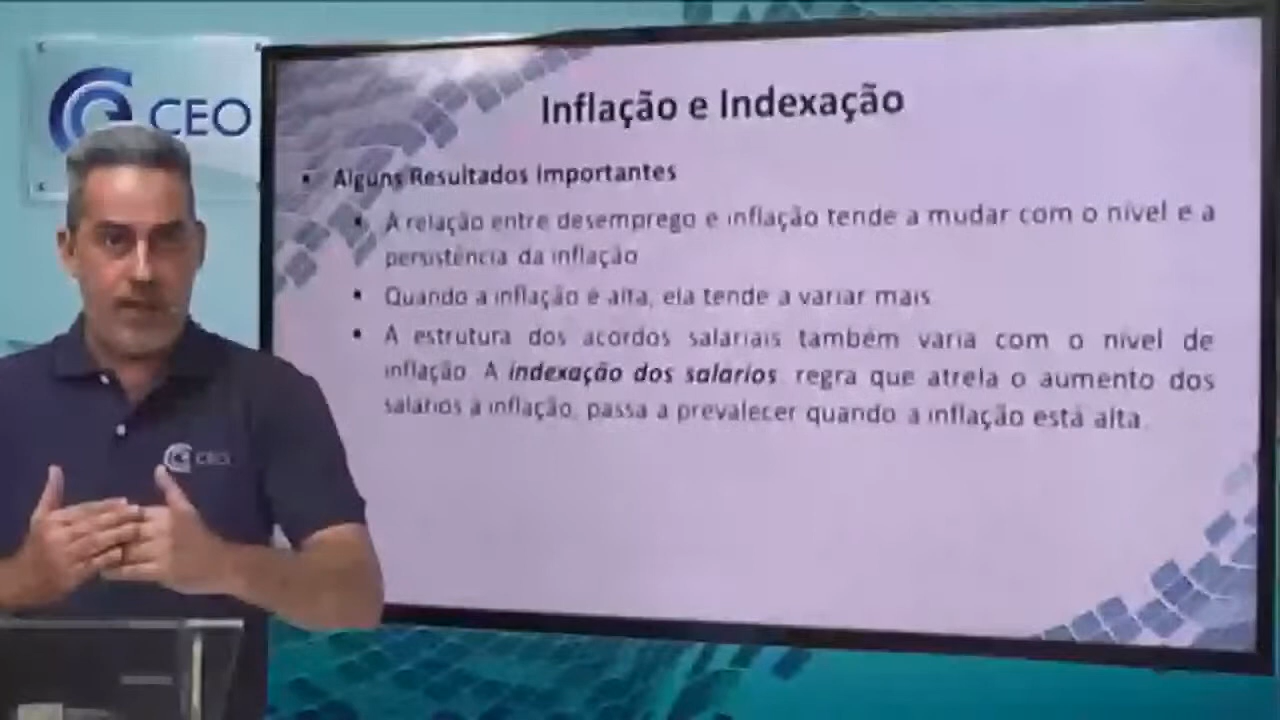 CEO
Inflação e Indexação
Alguns Resultados Importantes
A relação entre desemprego e inflação tende a mudar com o nível e a
persistência da inflação
Quando a inflação é alta, ela tende a variar mais
A estrutura dos acordos salariais também varia com o nível de
inflação. A indexação dos salários, regra que atrela o aumento dos
salários à inflação, passa a prevalecer quando a inflação está alta.
CEO